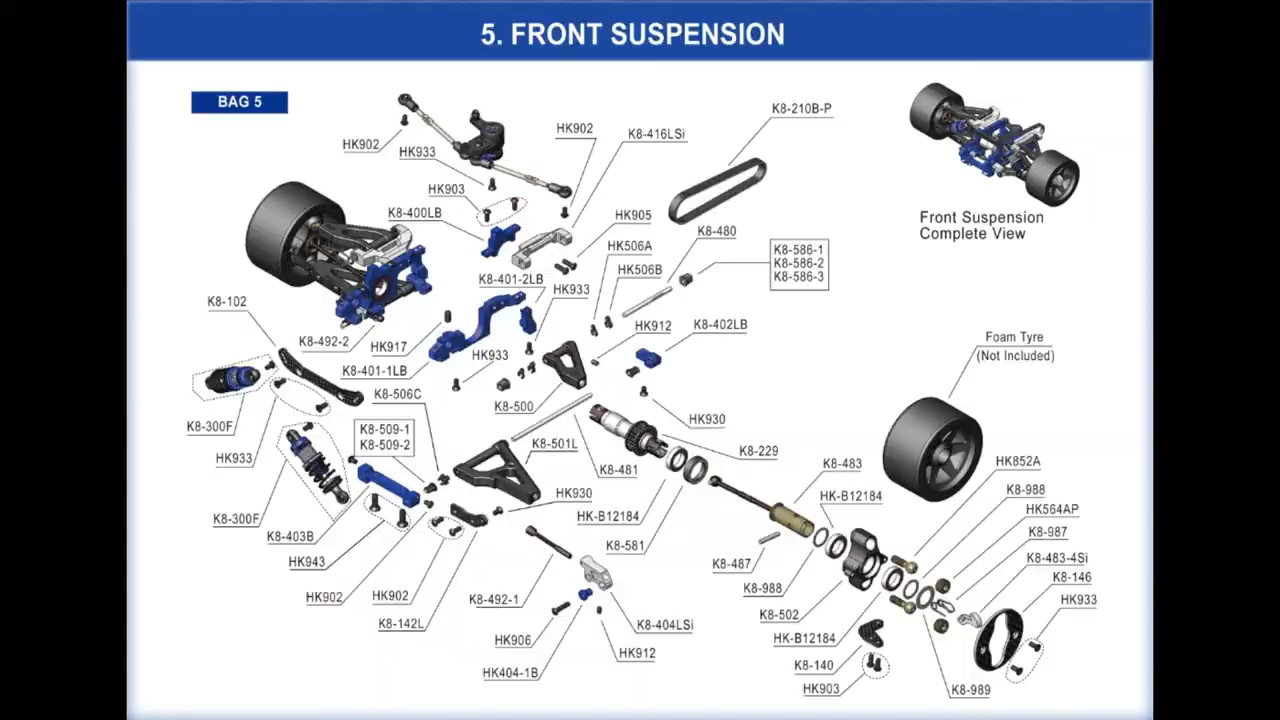 5. FRONT SUSPENSION
BAG 5
K8-210B-P
HK902
K8-416LSi
HK902
HK933
HK903
K8-400LB
HK905
K8-480
Front Suspension
Complete View
HK506A
K8-586-1
K8-586-2
K8-586-3
HK506B
K8-401-2LB
HK933
K8-102
HK912
K8-402LB
K8-492-2
HK917
HK933
Foam Tyre
(Not Included)
K8-401-1LB
K8-506C
K8-500
HK930
K8-300F
K8-509-1
K8-509-2
K8-501L
K8-229
HK933
K8-481
K8-483
HK852A
HK930
HK-B12184
K8-988
K8-300F
HK-B12184
HK564AP
K8-403B
K8-581
K8-987
HK943
K8-487
K8-483-4Si
K8-146
K8-988
HK902
HK902
K8-492-1
HK933
K8-502
K8-142L
K8-404LSi
HK906
HK-B12184
HK912
HK404-1B
K8-140
HK903
K8-989